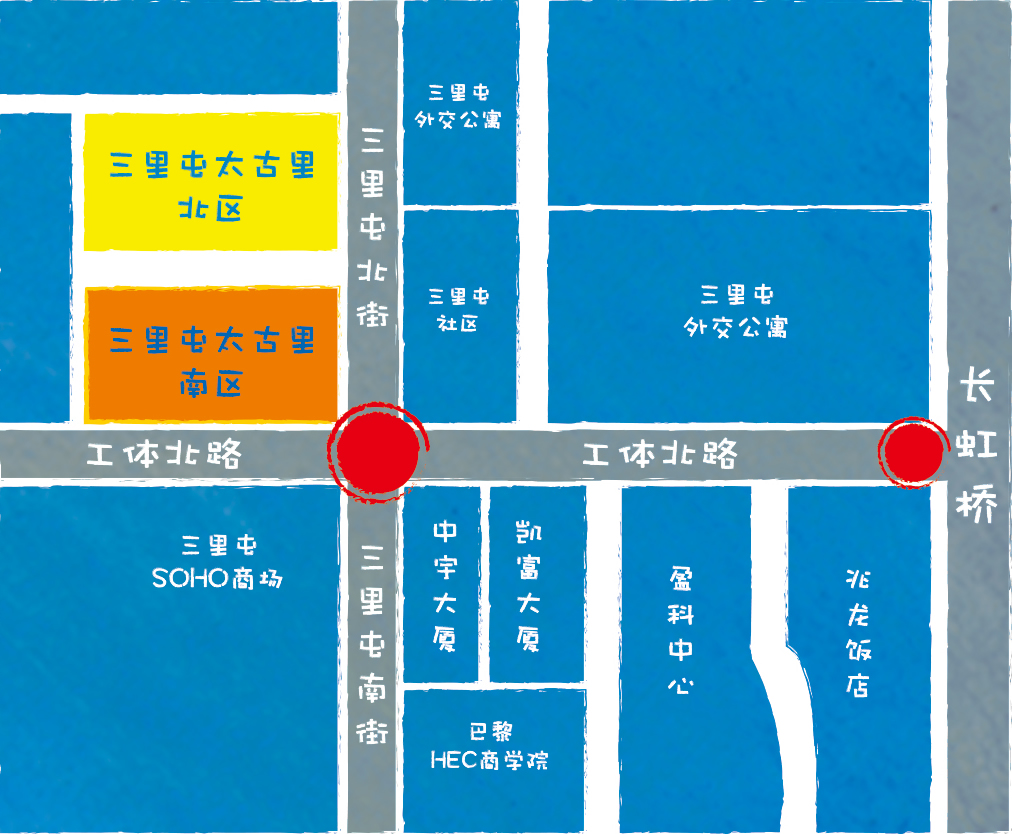 三里屯
外交公寓
三里屯太古里
北区
三里屯北街
三里屯
社区
三里屯
外交公寓
三里屯太古里
南区
长虹桥
工体北路
工体北路
三里屯
SOHO商场
三里屯南街
中宇大厦
凯富大厦
盈科中心
兆龙饭店
巴黎
HEC商学院